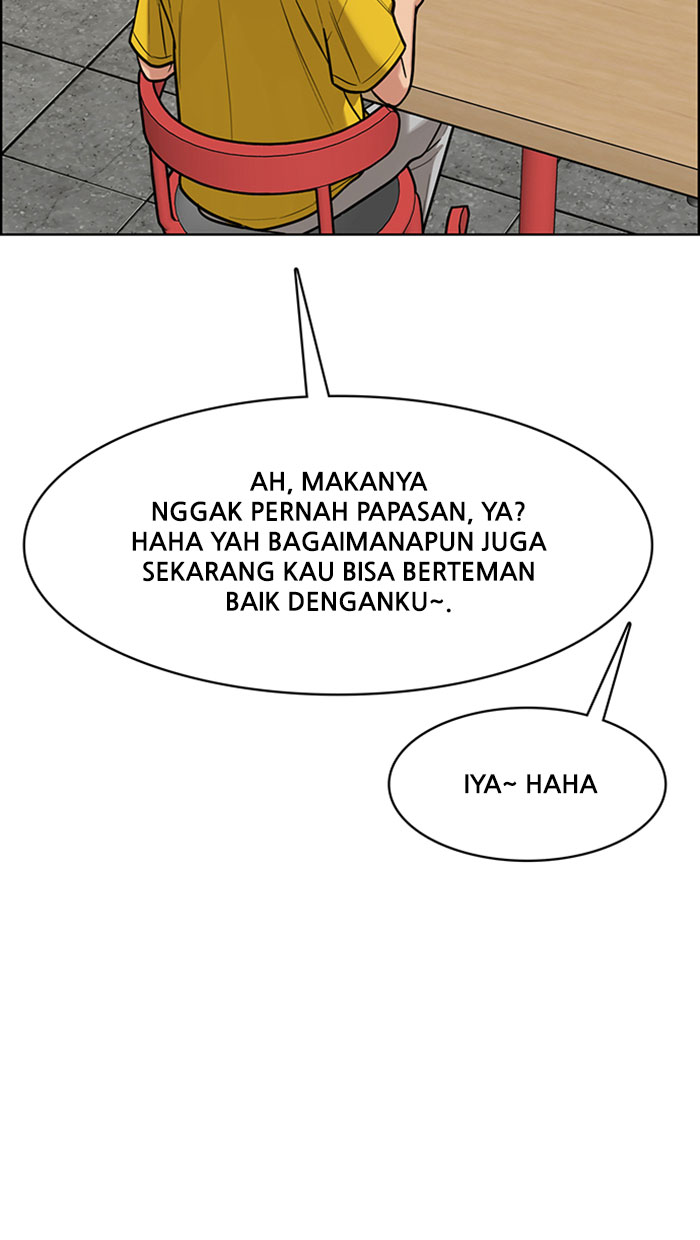 AH, MAKANYA
NGGAK PERNAH PAPASAN, YA?
HAHA YAH BAGAIMANAPUN JUGA
SEKARANG KAU BISA BERTEMAN
BAIK DENGANKU~.
IYA~ HAHA